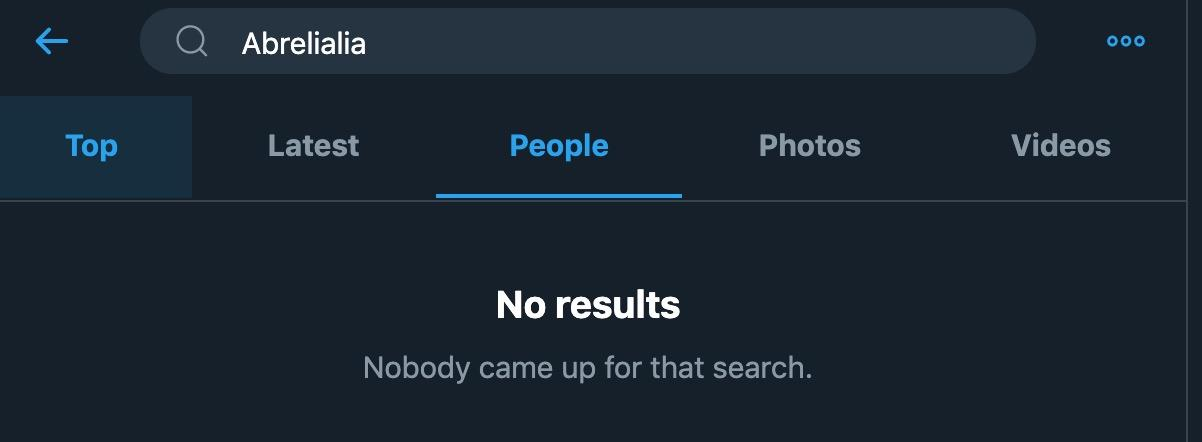 Abrelialia
Top Latest People Photos Videos
No results
Nobody came up for that search.